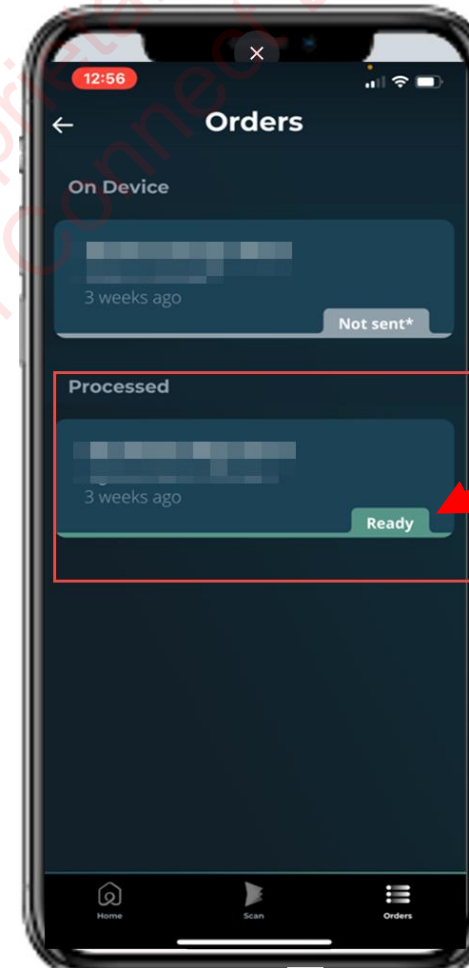 12:56
Orders
On Device
3 weeks ago
Not sent*
Processed
3 weeks ago
Ready
Home
Scan
Orders